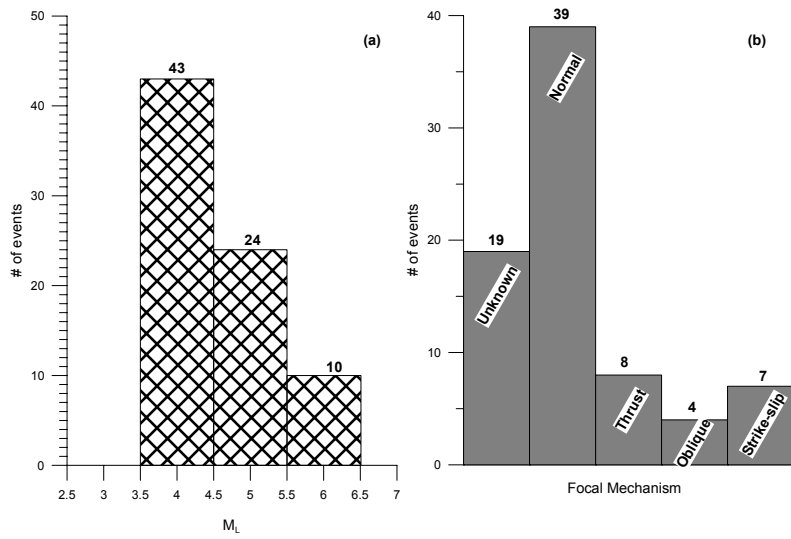 50
40
30
20
10
0
# of events
(a)
43
24
10
2.5 3 3.5 4 4.5 5 5.5 6 6.5 7
M_L
40
30
20
10
0
# of events
(b)
19
39
8
4
7
Unknown
Normal
Thrust
Oblique
Strike-slip
Focal Mechanism